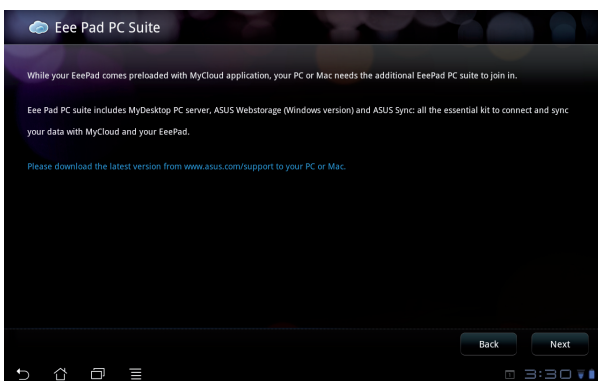 Eee Pad PC Suite
While your EeePad comes preloaded with MyCloud application, your PC or Mac needs the additional EeePad PC suite to join in.
Eee Pad PC suite includes MyDesktop PC server, ASUS Webstorage (Windows version) and ASUS Sync: all the essential kit to connect and sync
your data with MyCloud and your EeePad.
Please download the latest version from www.asus.com/support to your PC or Mac.
Back Next
3:30